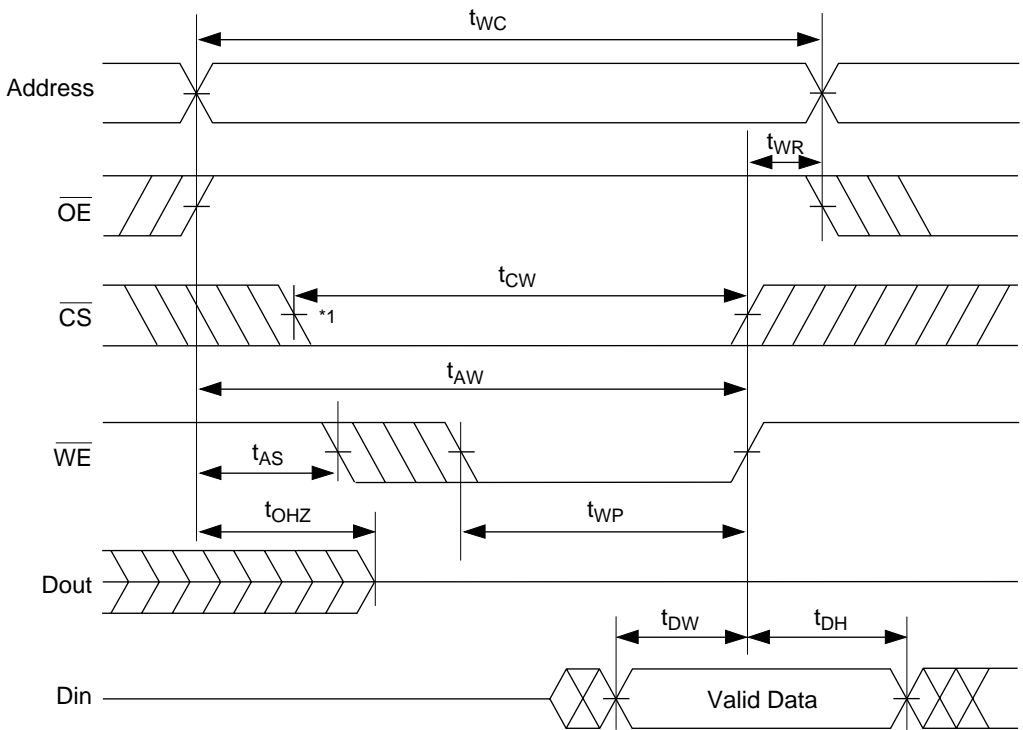 tWC
Address
tWR
OE
tCW
CS
*1
tAW
WE
tAS
tOHZ
tWP
Dout
tDW
tDH
Din
Valid Data